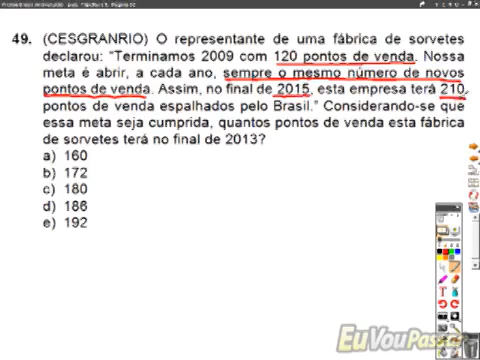 49. (CESGRANRIO) O representante de uma fábrica de sorvetes
declarou: "Terminamos 2009 com 120 pontos de venda. Nossa
meta é abrir, a cada ano, sempre o mesmo número de novos
pontos de venda. Assim, no final de 2015, esta empresa terá 210
pontos de venda espalhados pelo Brasil." Considerando-se que
essa meta seja cumprida, quantos pontos de venda esta fábrica
de sorvetes terá no final de 2013?
a) 160
b) 172
c) 180
d) 186
e) 192